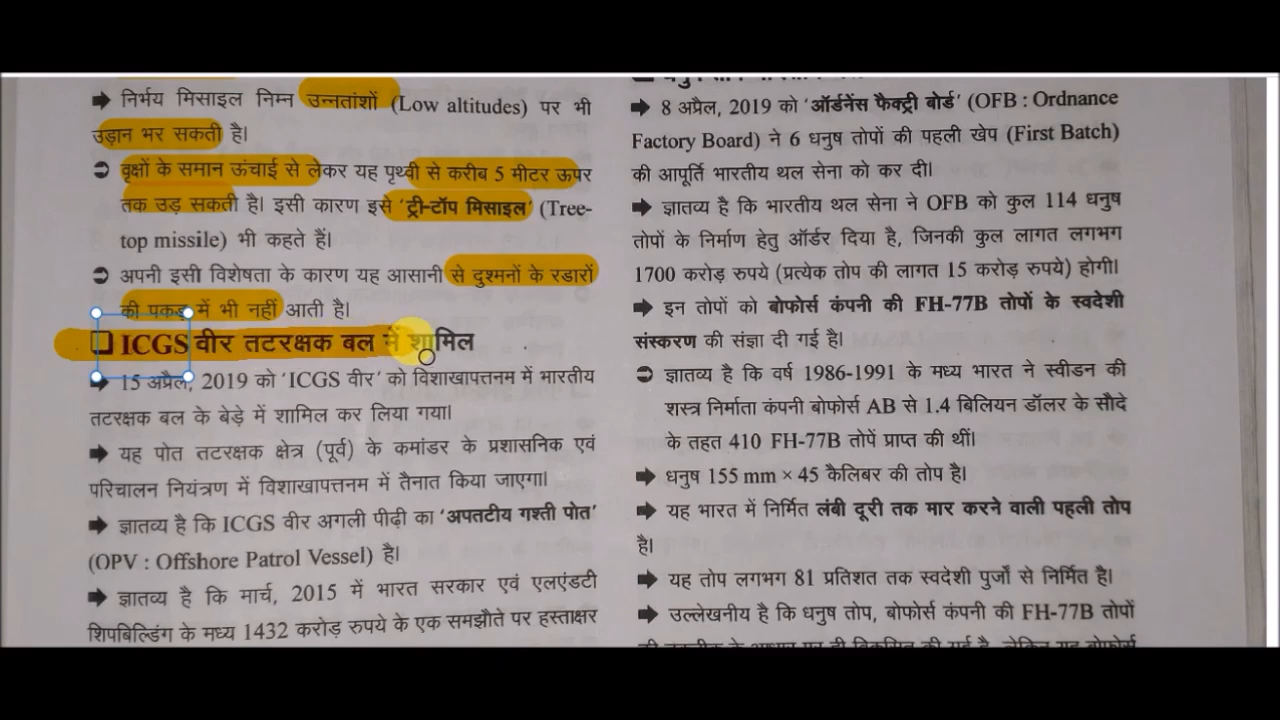 ➡ निर्भय मिसाइल निम्न उन्नतांशों (Low altitudes) पर भी
उड़ान भर सकती है।
⊃ वृक्षों के समान ऊंचाई से लेकर यह पृथ्वी से करीब 5 मीटर ऊपर
तक उड़ सकती है। इसी कारण इसे 'ट्री-टॉप मिसाइल' (Tree-
top missile) भी कहते हैं।
⊃ अपनी इसी विशेषता के कारण यह आसानी से दुश्मनों के रडारों
की पकड़ में भी नहीं आती है।
❑ ICGS वीर तटरक्षक बल में शामिल
➡ 15 अप्रैल, 2019 को 'ICGS वीर' को विशाखापत्तनम में भारतीय
तटरक्षक बल के बेड़े में शामिल कर लिया गया।
➡ यह पोत तटरक्षक क्षेत्र (पूर्व) के कमांडर के प्रशासनिक एवं
परिचालन नियंत्रण में विशाखापत्तनम में तैनात किया जाएगा।
➡ ज्ञातव्य है कि ICGS वीर अगली पीढ़ी का 'अपतटीय गश्ती पोत'
(OPV : Offshore Patrol Vessel) है।
➡ ज्ञातव्य है कि मार्च, 2015 में भारत सरकार एवं एलएंडटी
शिपबिल्डिंग के मध्य 1432 करोड़ रुपये के एक समझौते पर हस्ताक्षर
➡ 8 अप्रैल, 2019 को 'ऑर्डनेंस फैक्ट्री बोर्ड' (OFB : Ordnance
Factory Board) ने 6 धनुष तोपों की पहली खेप (First Batch)
की आपूर्ति भारतीय थल सेना को कर दी।
➡ ज्ञातव्य है कि भारतीय थल सेना ने OFB को कुल 114 धनुष
तोपों के निर्माण हेतु ऑर्डर दिया है, जिनकी कुल लागत लगभग
1700 करोड़ रुपये (प्रत्येक तोप की लागत 15 करोड़ रुपये) होगी।
➡ इन तोपों को बोफोर्स कंपनी की FH-77B तोपों के स्वदेशी
संस्करण की संज्ञा दी गई है।
⊃ ज्ञातव्य है कि वर्ष 1986-1991 के मध्य भारत ने स्वीडन की
शस्त्र निर्माता कंपनी बोफोर्स AB से 1.4 बिलियन डॉलर के सौदे
के तहत 410 FH-77B तोपें प्राप्त की थीं।
➡ धनुष 155 mm × 45 कैलिबर की तोप है।
➡ यह भारत में निर्मित लंबी दूरी तक मार करने वाली पहली तोप
है।
➡ यह तोप लगभग 81 प्रतिशत तक स्वदेशी पुर्जों से निर्मित है।
➡ उल्लेखनीय है कि धनुष तोप, बोफोर्स कंपनी की FH-77B तोपों